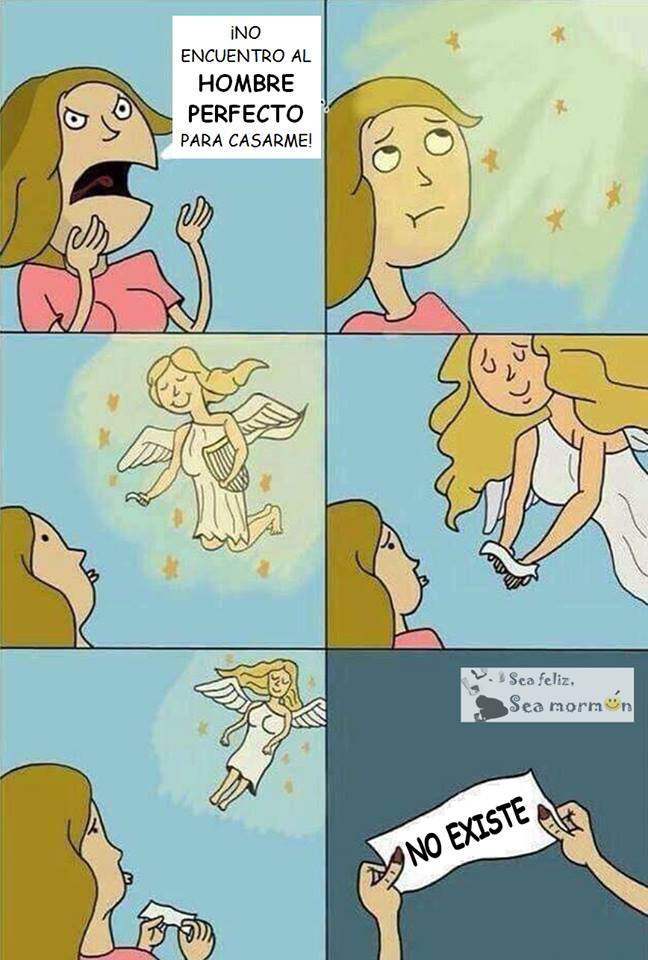 ¡NO
ENCUENTRO AL
HOMBRE
PERFECTO
PARA CASARME!
Sea feliz,
Sea mormón
NO EXISTE